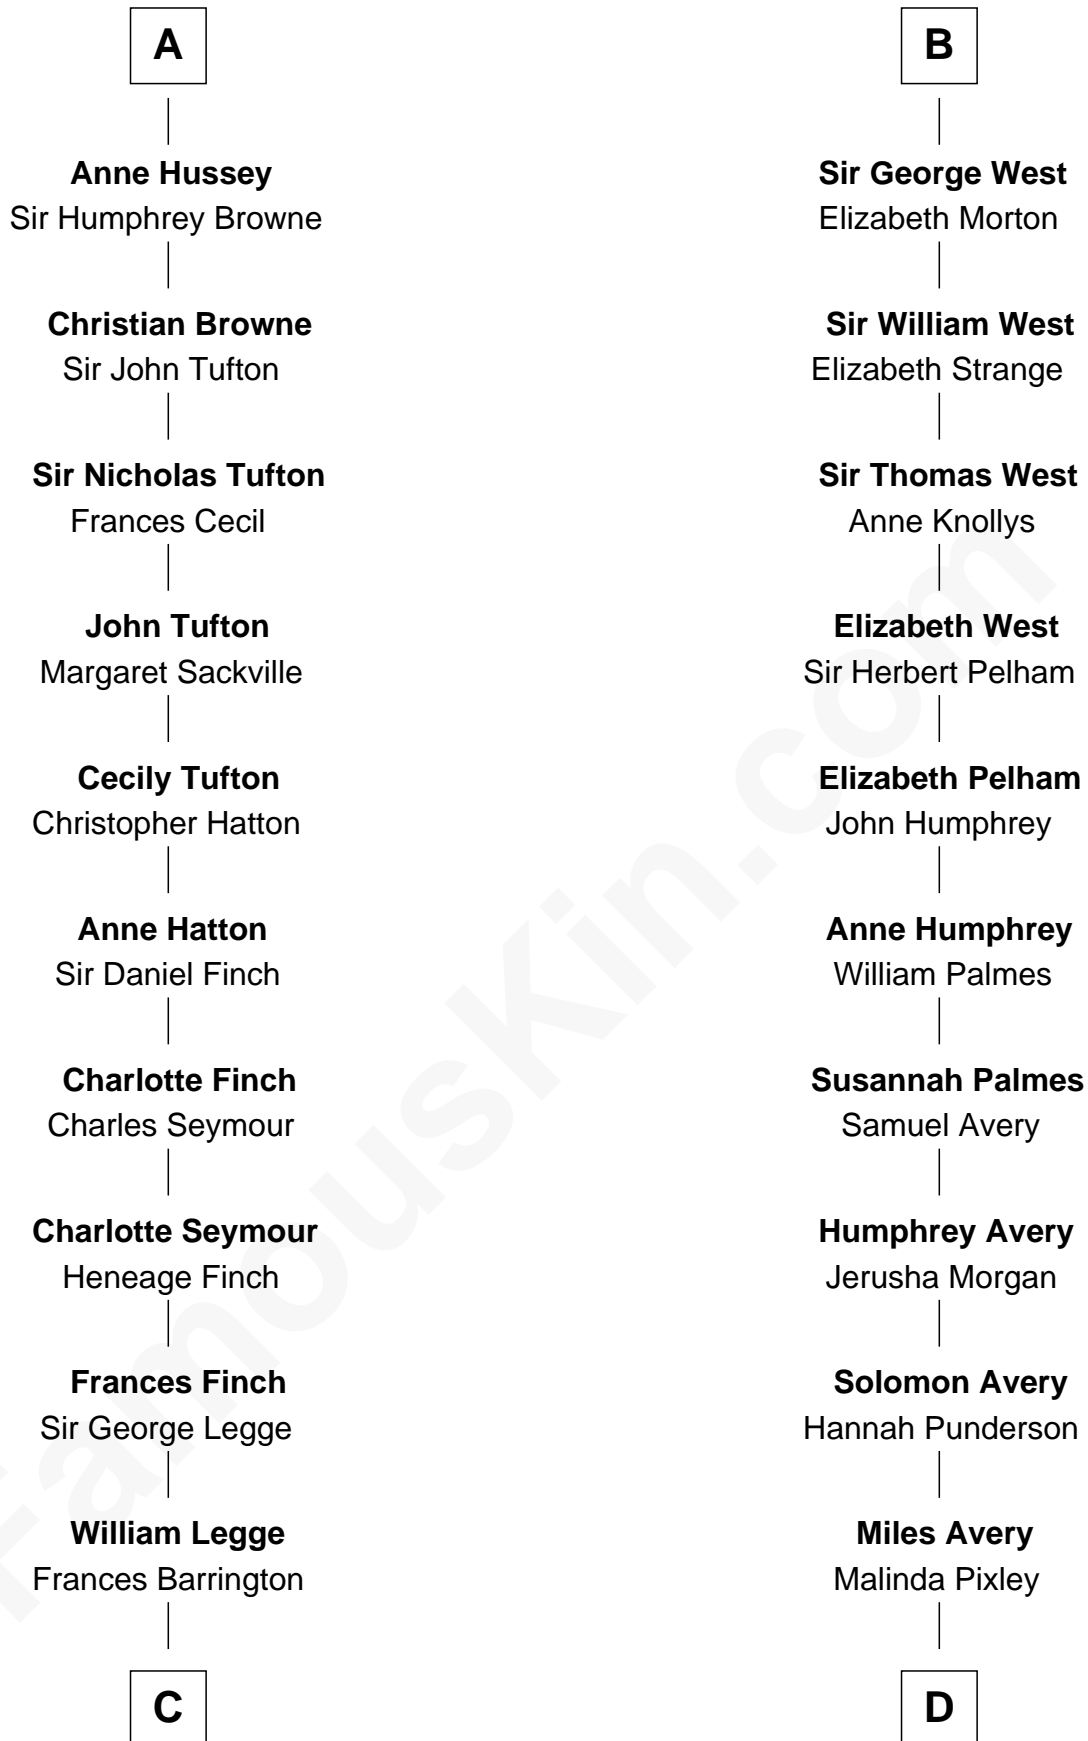 A
Anne Hussey
Sir Humphrey Browne
Christian Browne
Sir John Tufton
Sir Nicholas Tufton
Frances Cecil
John Tufton
Margaret Sackville
Cecily Tufton
Christopher Hatton
Anne Hatton
Sir Daniel Finch
Charlotte Finch
Charles Seymour
Charlotte Seymour
Heneage Finch
Frances Finch
Sir George Legge
William Legge
Frances Barrington
C
B
Sir George West
Elizabeth Morton
Sir William West
Elizabeth Strange
Sir Thomas West
Anne Knollys
Elizabeth West
Sir Herbert Pelham
Elizabeth Pelham
John Humphrey
Anne Humphrey
William Palmes
Susannah Palmes
Samuel Avery
Humphrey Avery
Jerusha Morgan
Solomon Avery
Hannah Punderson
Miles Avery
Malinda Pixley
D
FamousKin.com